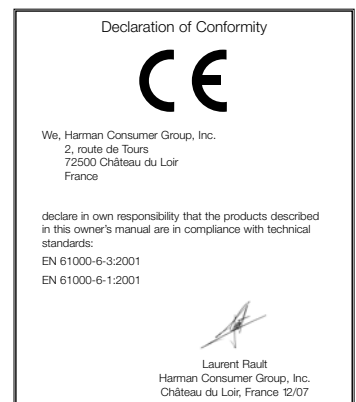 Declaration of Conformity
CE
We, Harman Consumer Group, Inc.
2, route de Tours
72500 Château du Loir
France
declare in own responsibility that the products described
in this owner's manual are in compliance with technical
standards:
EN 61000-6-3:2001
EN 61000-6-1:2001
Laurent Rault
Harman Consumer Group, Inc.
Château du Loir, France 12/07